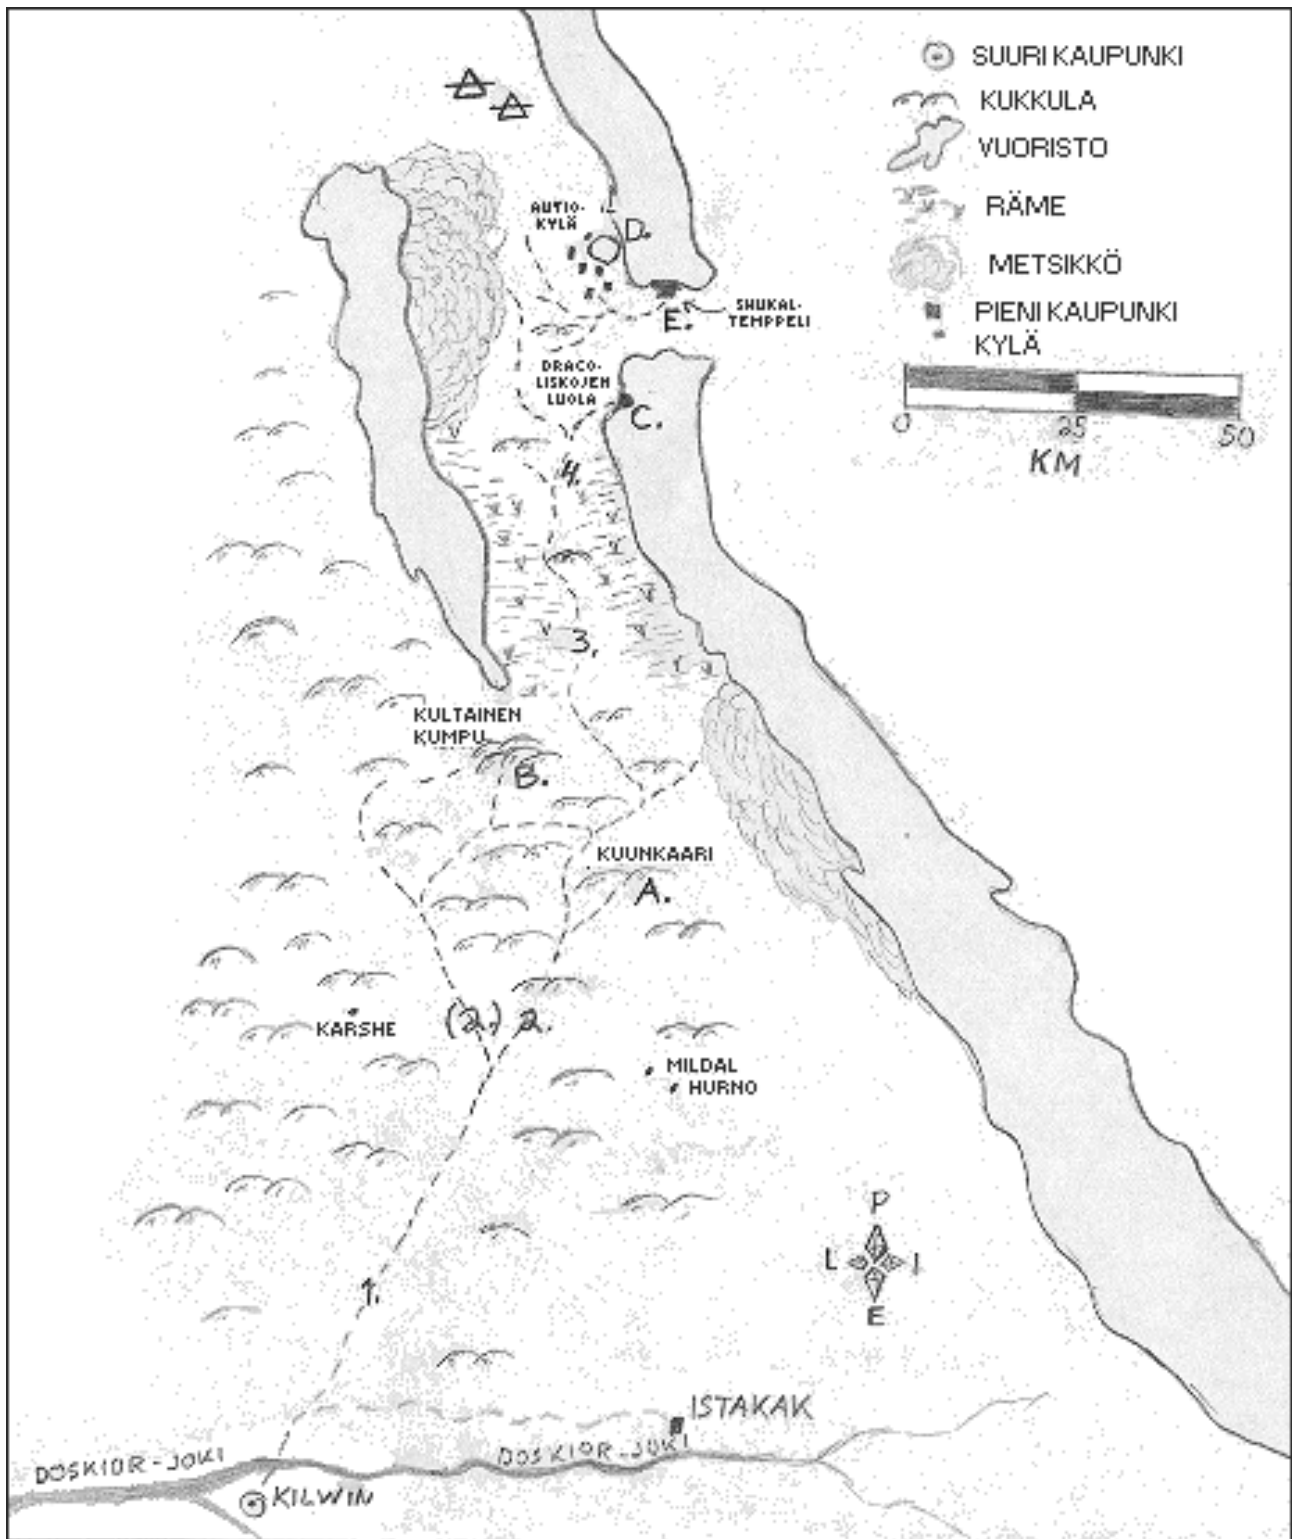 SUURI KAUPUNKI
KUKKULA
VUORISTO
RÄME
METSIKKÖ
PIENI KAUPUNKI
KYLÄ
0 25 50
KM
AUTIO-
KYLÄ
D.
SHUKAL-
TEMPPELI
E.
DRACO-
LISKOJEN
LUOLA
C.
4.
3.
KULTAINEN
KUMPU
B.
KUUNKAARI
A.
KARSHE
(2.) 2.
MILDAL
HURNO
P
L I
E
1.
ISTAKAK
DOSKIOR-JOKI
DOSKIOR-JOKI
KILWIN